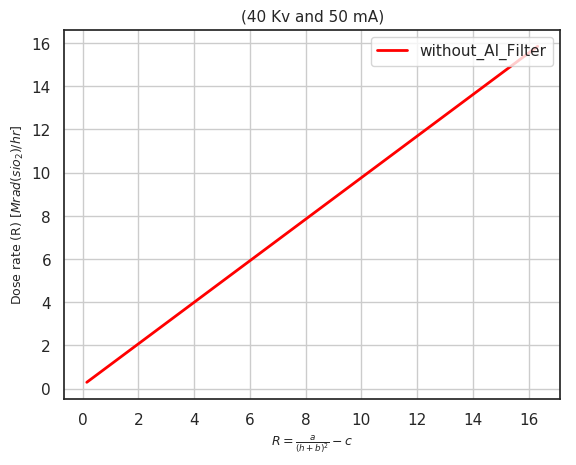 (40 Kv and 50 mA)
without_Al_Filter
Dose rate (R) [Mrad(sio₂)/hr]
16
14
12
10
8
6
4
2
0
0 2 4 6 8 10 12 14 16
R = a/(h+b)² − c